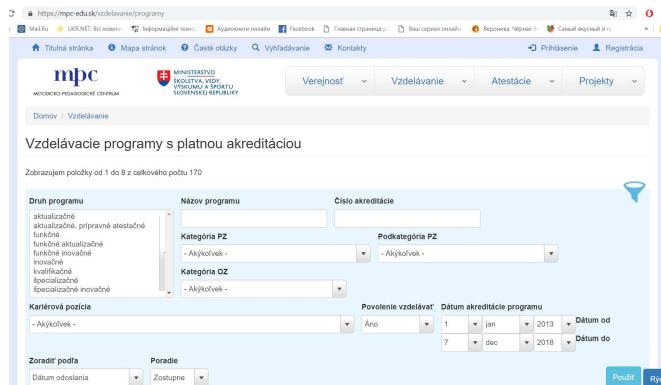 https://mpc-edu.sk/vzdelavanie/programy
Mail.Ru UKR.NET: Всі новини Інформаційні техно Аудиокниги онлайн Facebook Главная страница Ваш сериал онлайн Вероника. Чёрная Самый вкусный и
Titulná stránka Mapa stránok Časté otázky Vyhľadávanie Kontakty Prihlásenie Registrácia
mpc
METODICKO-PEDAGOGICKÉ CENTRUM
MINISTERSTVO
ŠKOLSTVA, VEDY,
VÝSKUMU A ŠPORTU
SLOVENSKEJ REPUBLIKY
Verejnosť Vzdelávanie Atestácie Projekty
Domov / Vzdelávanie
Vzdelávacie programy s platnou akreditáciou
Zobrazujem položky od 1 do 8 z celkového počtu 170
Druh programu Názov programu Číslo akreditácie
aktualizačné
aktualizačné, prípravné atestačné
funkčné
funkčné aktualizačné
funkčné inovačné
inovačné
kvalifikačné
špecializačné
špecializačné inovačné
Kategória PZ Podkategória PZ
- Akýkoľvek - - Akýkoľvek -
Kategória OZ
- Akýkoľvek -
Kariérová pozícia Povolenie vzdelávať Dátum akreditácie programu
- Akýkoľvek - Áno 1 jan 2013 Dátum od
7 dec 2018 Dátum do
Zoradiť podľa Poradie
Dátum odoslania Zostupne Použiť